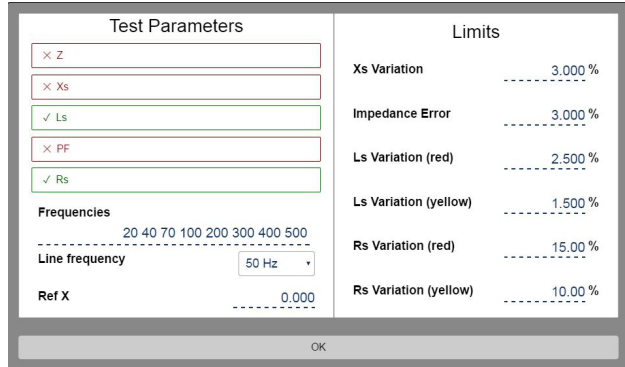 Test Parameters
× Z
× Xs
✓ Ls
× PF
✓ Rs
Frequencies
20 40 70 100 200 300 400 500
Line frequency
50 Hz
Ref X
0.000
Limits
Xs Variation
3.000 %
Impedance Error
3.000 %
Ls Variation (red)
2.500 %
Ls Variation (yellow)
1.500 %
Rs Variation (red)
15.00 %
Rs Variation (yellow)
10.00 %
OK